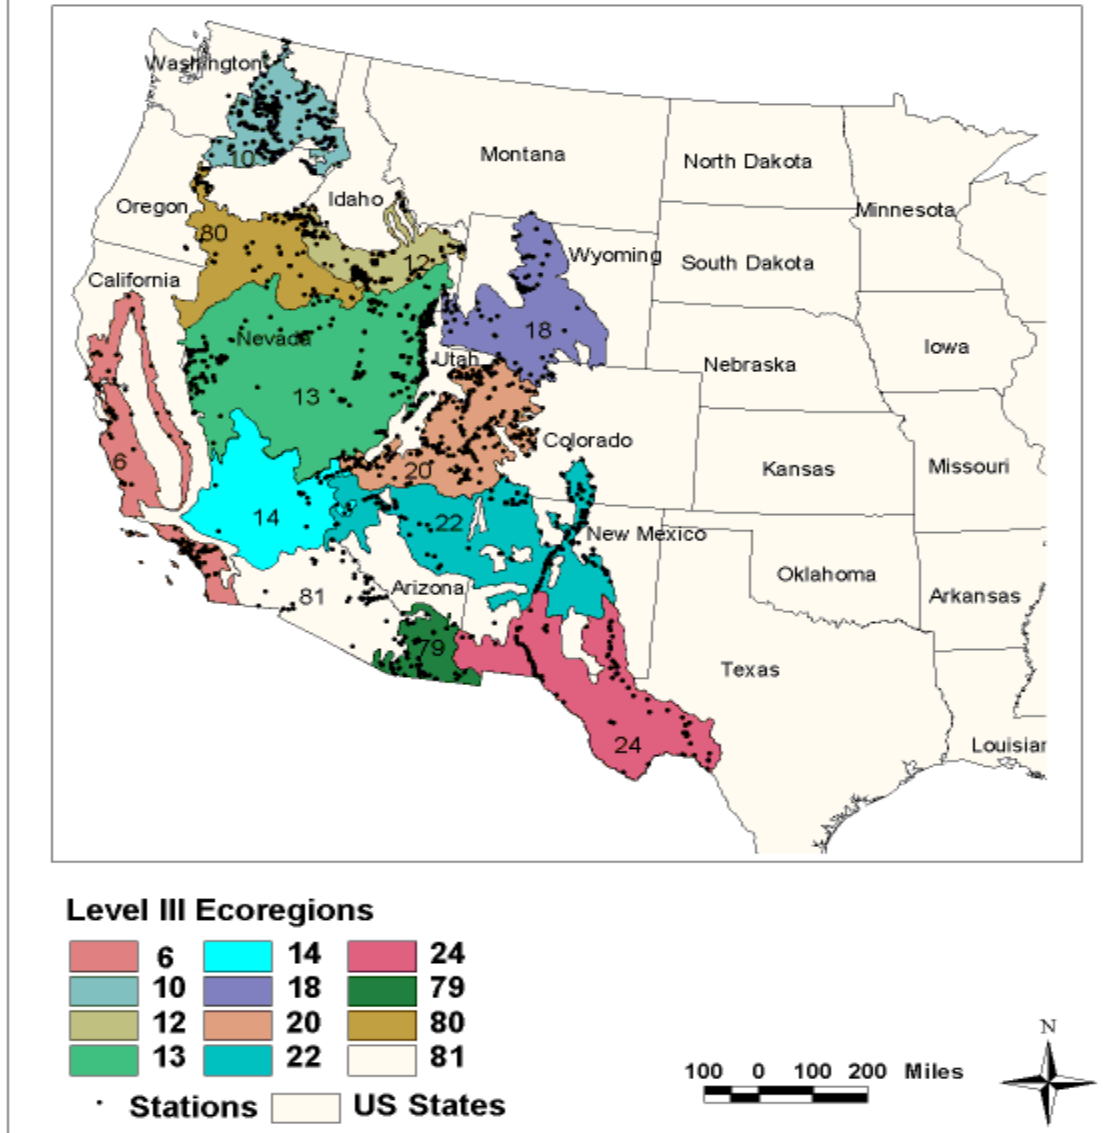 Washington
10
Montana
North Dakota
Minnesota
Idaho
Oregon
80
12
Wyoming
South Dakota
California
18
Nevada
Utah
Iowa
Nebraska
13
Colorado
6
20
Kansas
Missouri
14
22
New Mexico
Oklahoma
Arizona
81
Arkansas
79
Texas
24
Louisiar
Level III Ecoregions
6 14 24
10 18 79
12 20 80
13 22 81
Stations US States
100 0 100 200 Miles
N